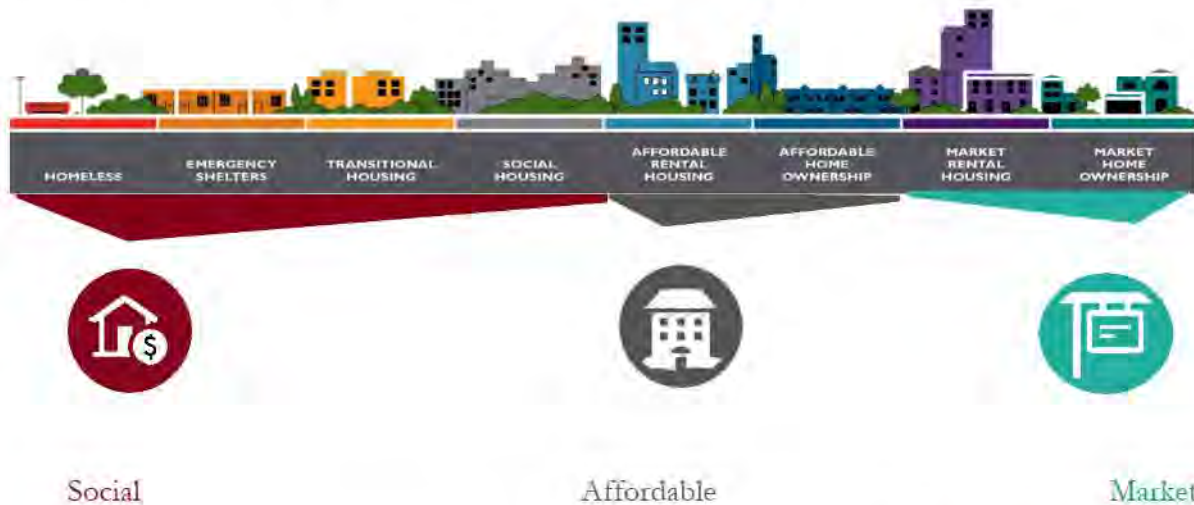 HOMELESS
EMERGENCY
SHELTERS
TRANSITIONAL
HOUSING
SOCIAL
HOUSING
AFFORDABLE
RENTAL
HOUSING
AFFORDABLE
HOME
OWNERSHIP
MARKET
RENTAL
HOUSING
MARKET
HOME
OWNERSHIP
$
Social
Affordable
Market